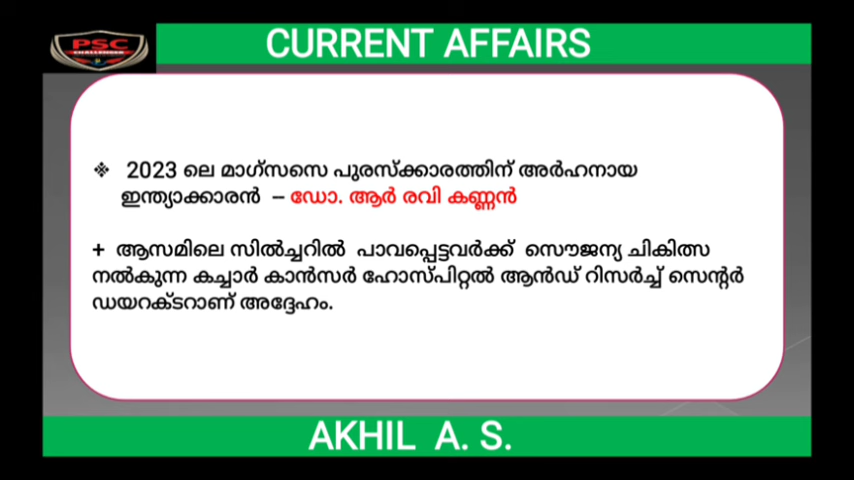 PSC
CHALLENGER
CURRENT AFFAIRS
❖ 2023 ലെ മാഗ്സസെ പുരസ്ക്കാരത്തിന് അർഹനായ
ഇന്ത്യാക്കാരൻ – ഡോ. ആർ രവി കണ്ണൻ
+ ആസമിലെ സിൽച്ചറിൽ പാവപ്പെട്ടവർക്ക് സൌജന്യ ചികിത്സ
നൽകുന്ന കച്ചാർ കാൻസർ ഹോസ്പിറ്റൽ ആൻഡ് റിസർച്ച് സെന്റർ
ഡയറക്ടറാണ് അദ്ദേഹം.
AKHIL A. S.